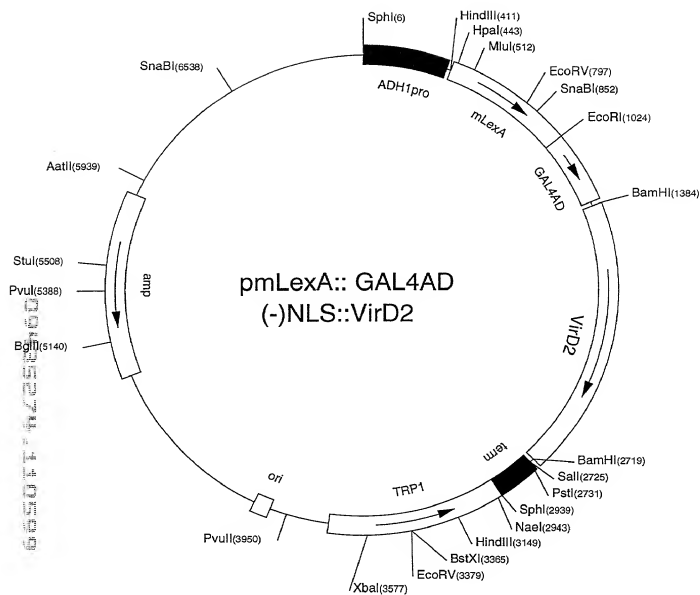 SphI(6)
HindIII(411)
HpaI(443)
MluI(512)
EcoRV(797)
SnaBI(852)
EcoRI(1024)
BamHI(1384)
ADH1pro
mLexA
GAL4AD
VirD2
BamHI(2719)
SalI(2725)
PstI(2731)
SphI(2939)
NaeI(2943)
HindIII(3149)
BstXI(3365)
EcoRV(3379)
XbaI(3577)
term
TRP1
ori
PvuII(3950)
BglI(5140)
PvuI(5388)
StuI(5508)
amp
AatII(5939)
SnaBI(6538)
pmLexA:: GAL4AD
(-)NLS::VirD2